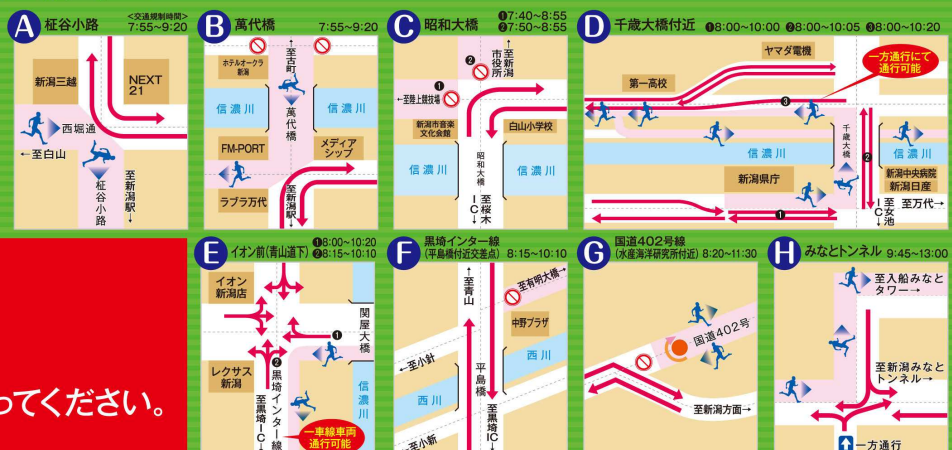 A 柾谷小路
<交通規制時間>
7:55~9:20
新潟三越
NEXT
21
西堀通
←至白山
柾谷小路
至新潟駅↓
B 萬代橋 7:55~9:20
←至古町
ホテルオークラ
新潟
信濃川
信濃川
萬代橋
FM-PORT
メディア
シップ
ラブラ万代
至新潟駅↓
C 昭和大橋
❶7:40~8:55
❷7:50~8:55
❷
至新潟
市役所
❶
←至陸上競技場
新潟市音楽
文化会館
白山小学校
信濃川
昭和大橋
信濃川
至桜木
IC↓
D 千歳大橋付近 ❶8:00~10:00 ❷8:00~10:05 ❸8:00~10:20
ヤマダ電機
一方通行にて
通行可能
第一高校
❸
千歳大橋
信濃川
❷
信濃川
新潟県庁
新潟中央病院
新潟日産
❶
至女池
IC↓
至万代→
E イオン前(青山道下)
❶8:00~10:20
❷8:15~10:10
イオン
新潟店
関屋大橋
❶
レクサス
新潟
❷
黒埼インター線
信濃川
至黒埼IC↓
一車線車両
通行可能
F 黒埼インター線
(平島橋付近交差点) 8:15~10:10
←至青山
至有明大橋→
中野プラザ
←至小針
西川
平島橋
西川
至黒埼IC↓
←至小新
G 国道402号線
(水産海洋研究所付近) 8:20~11:30
国道402号
至新潟方面→
H みなとトンネル 9:45~13:00
至入船みなと
タワー→
至新潟みなと
トンネル→
一方通行
ってください。